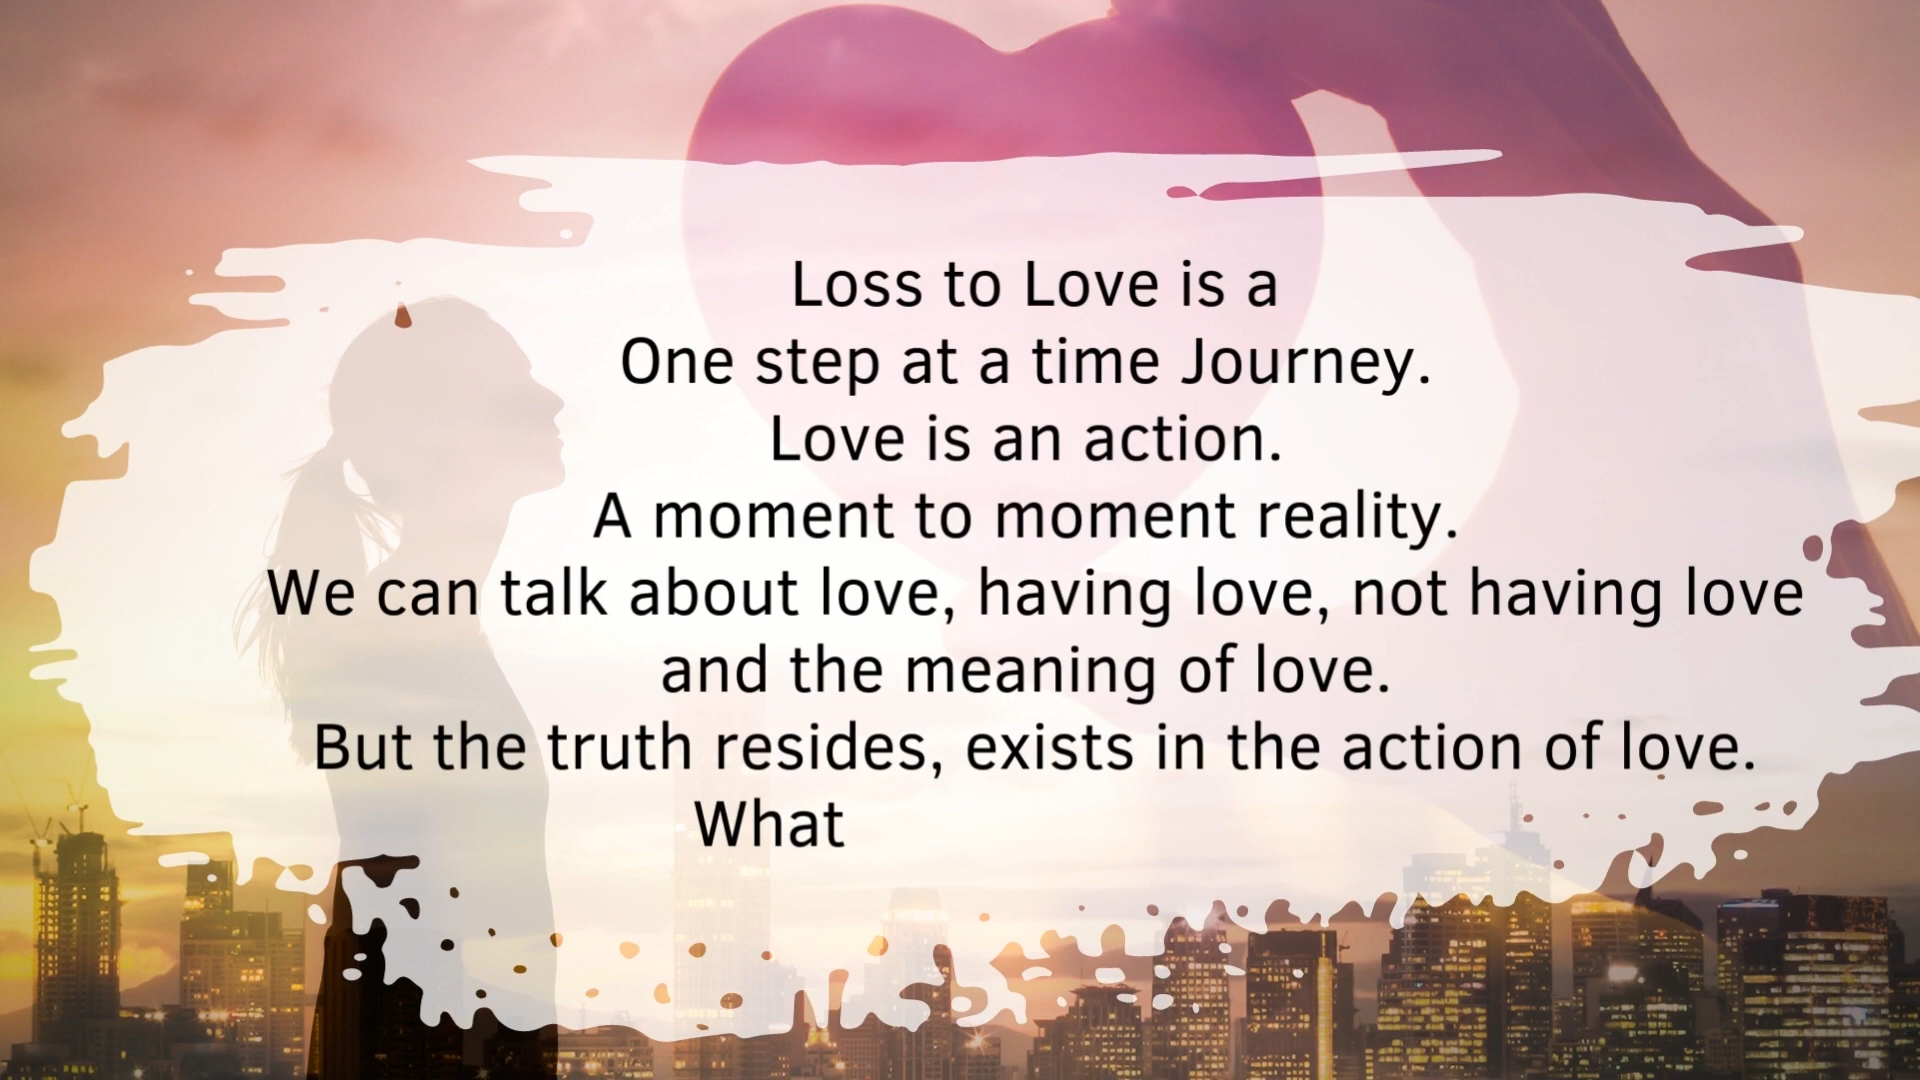 Loss to Love is a
One step at a time Journey.
Love is an action.
A moment to moment reality.
We can talk about love, having love, not having love
and the meaning of love.
But the truth resides, exists in the action of love.
What